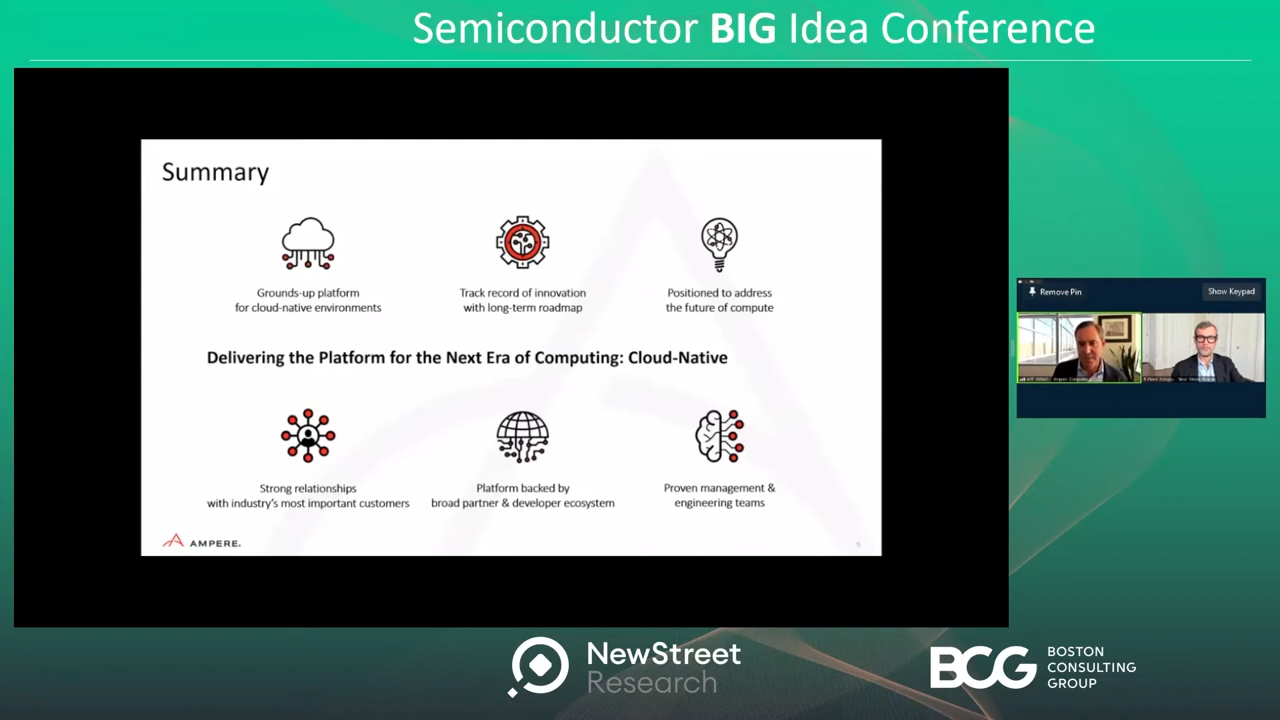 Semiconductor BIG Idea Conference
Summary
Grounds-up platform
for cloud-native environments
Track record of innovation
with long-term roadmap
Positioned to address
the future of compute
Delivering the Platform for the Next Era of Computing: Cloud-Native
Strong relationships
with industry's most important customers
Platform backed by
broad partner & developer ecosystem
Proven management &
engineering teams
AMPERE
9
Remove Pin
Show Keypad
NewStreet
Research
BCG
BOSTON
CONSULTING
GROUP